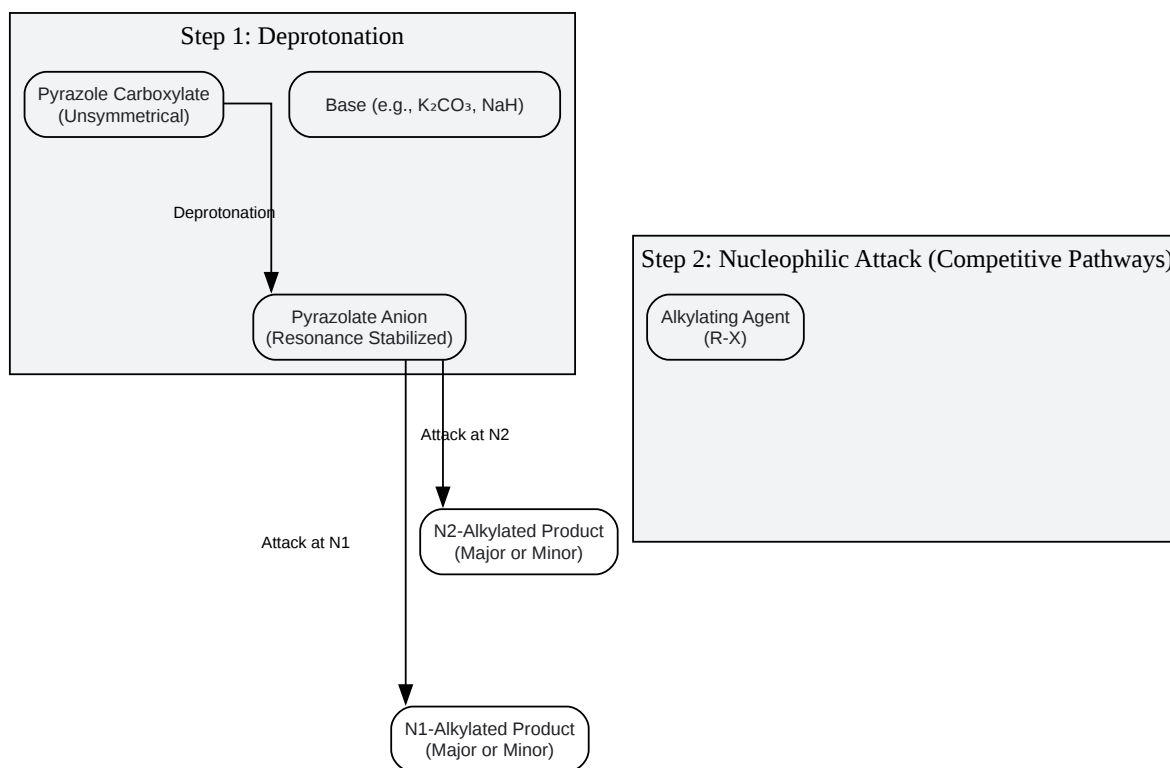 Step 1: Deprotonation
Pyrazole Carboxylate
(Unsymmetrical)
Base (e.g., K₂CO₃, NaH)
Deprotonation
Pyrazolate Anion
(Resonance Stabilized)
Step 2: Nucleophilic Attack (Competitive Pathways)
Alkylating Agent
(R-X)
Attack at N2
N2-Alkylated Product
(Major or Minor)
Attack at N1
N1-Alkylated Product
(Major or Minor)